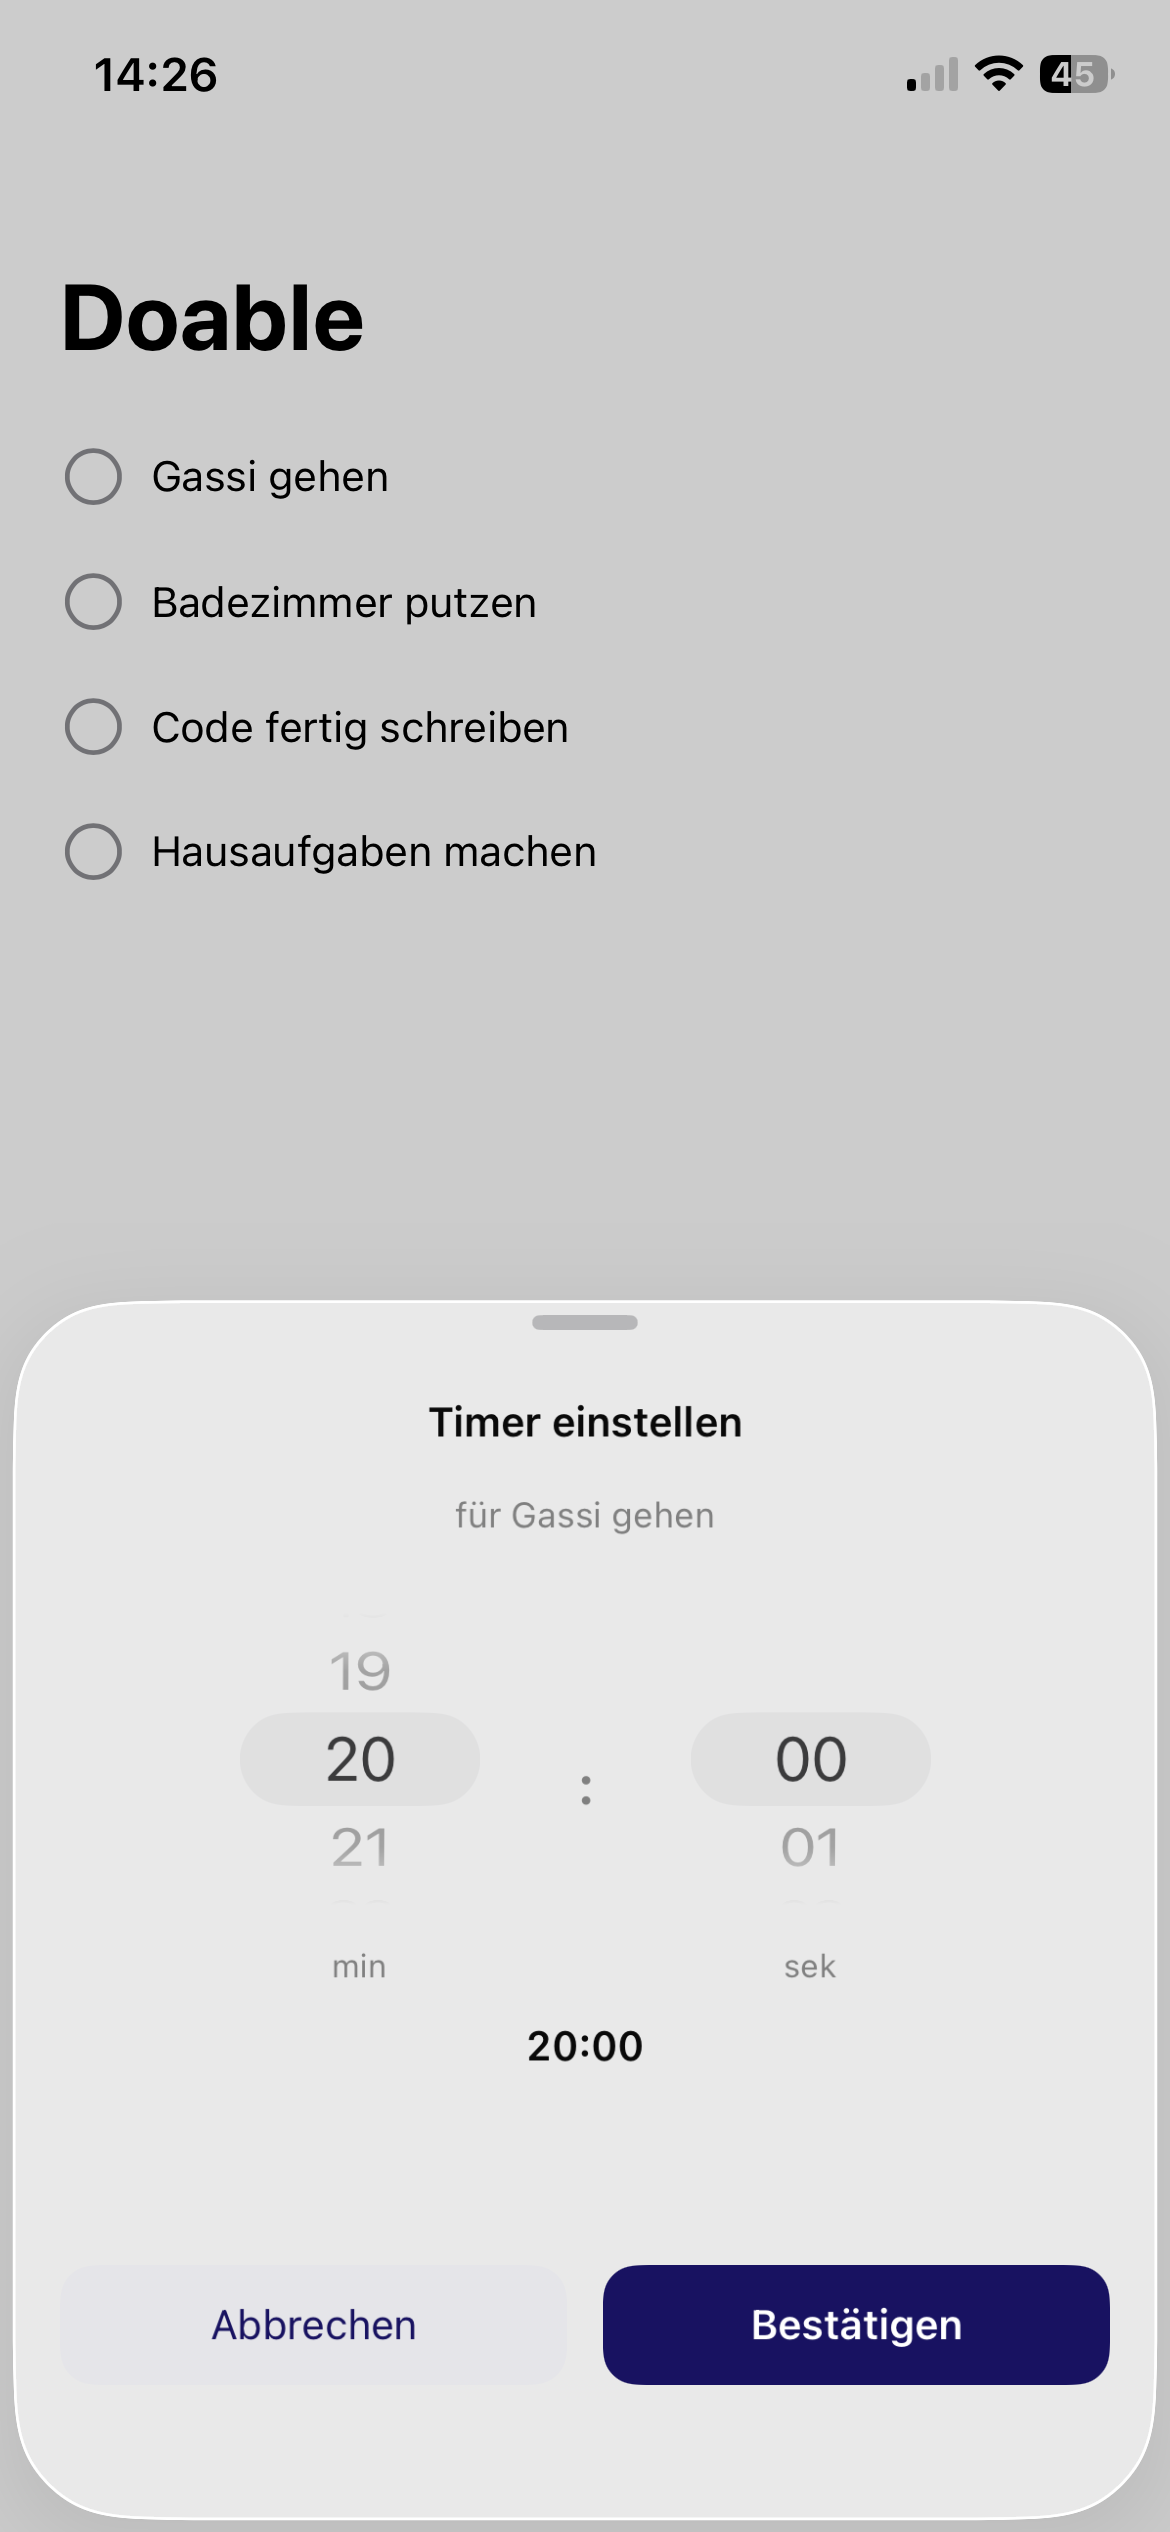 14:26
45
Doable
Gassi gehen
Badezimmer putzen
Code fertig schreiben
Hausaufgaben machen
Timer einstellen
für Gassi gehen
19
20 : 00
21 01
min sek
20:00
Abbrechen Bestätigen